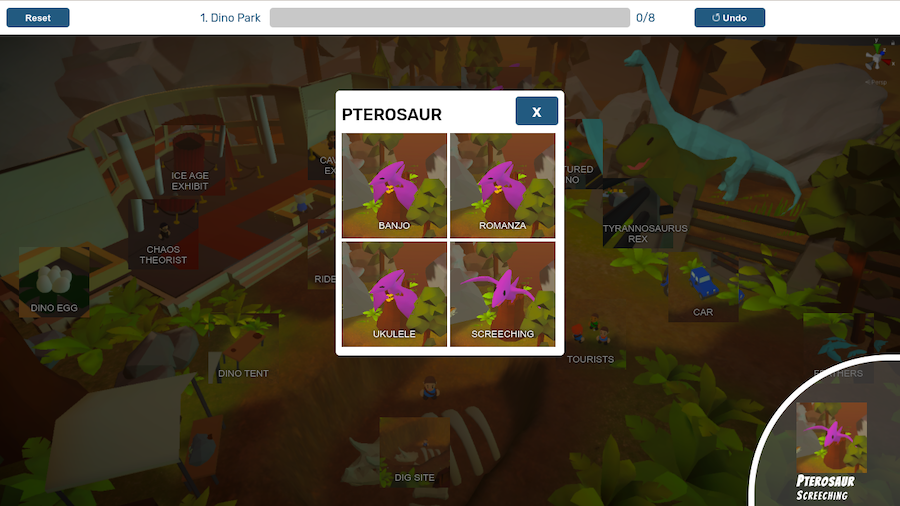 Reset
1. Dino Park
0/8
Undo
PTEROSAUR
X
BANJO
ROMANZA
UKULELE
SCREECHING
ICE AGE
EXHIBIT
CHAOS
THEORIST
DINO EGG
DINO TENT
DIG SITE
TYRANNOSAURUS
REX
CAR
TOURISTS
PTEROSAUR
SCREECHING